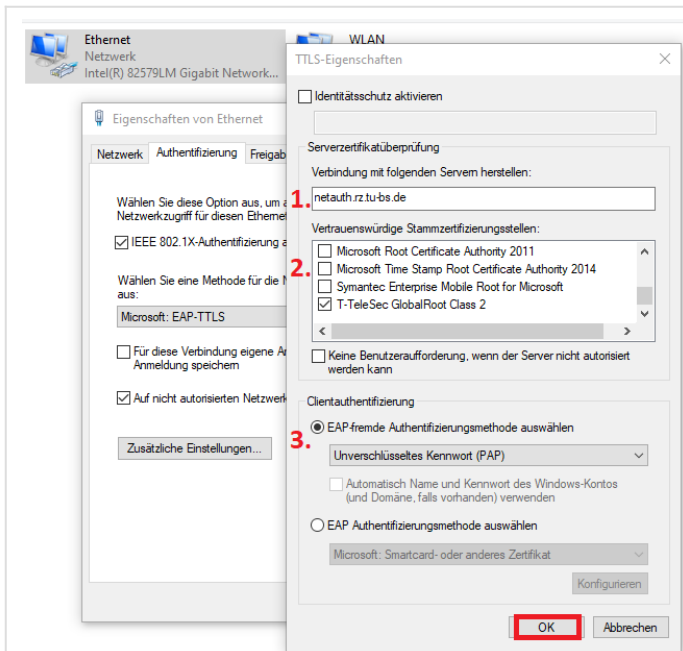 Ethernet
Netzwerk
Intel(R) 82579LM Gigabit Network...
WLAN
Eigenschaften von Ethernet
Netzwerk Authentifizierung Freigab
Wählen Sie diese Option, um a
Netzwerkzugriff für diesen Ethernet
IEEE 802.1X-Authentifizierung a
Wählen Sie eine Methode für die N
aus:
Microsoft: EAP-TTLS
Für diese Verbindung eigene An
Anmeldung speichern
Auf nicht autorisierten Netzwerk
Zusätzliche Einstellungen...
TTLS-Eigenschaften
Identitätsschutz aktivieren
Serverzertifikatüberprüfung
Verbindung mit folgenden Servern herstellen:
1. netauth.rz.tu-bs.de
Vertrauenswürdige Stammzertifizierungsstellen:
2.
Microsoft Root Certificate Authority 2011
Microsoft Time Stamp Root Certificate Authority 2014
Symantec Enterprise Mobile Root for Microsoft
T-TeleSec GlobalRoot Class 2
Keine Benutzeraufforderung, wenn der Server nicht autorisiert
werden kann
Clientauthentifizierung
3. EAP-fremde Authentifizierungsmethode auswählen
Unverschlüsseltes Kennwort (PAP)
Automatisch Name und Kennwort des Windows-Kontos
(und Domäne, falls vorhanden) verwenden
EAP Authentifizierungsmethode auswählen
Microsoft: Smartcard- oder anderes Zertifikat
Konfigurieren
OK Abbrechen